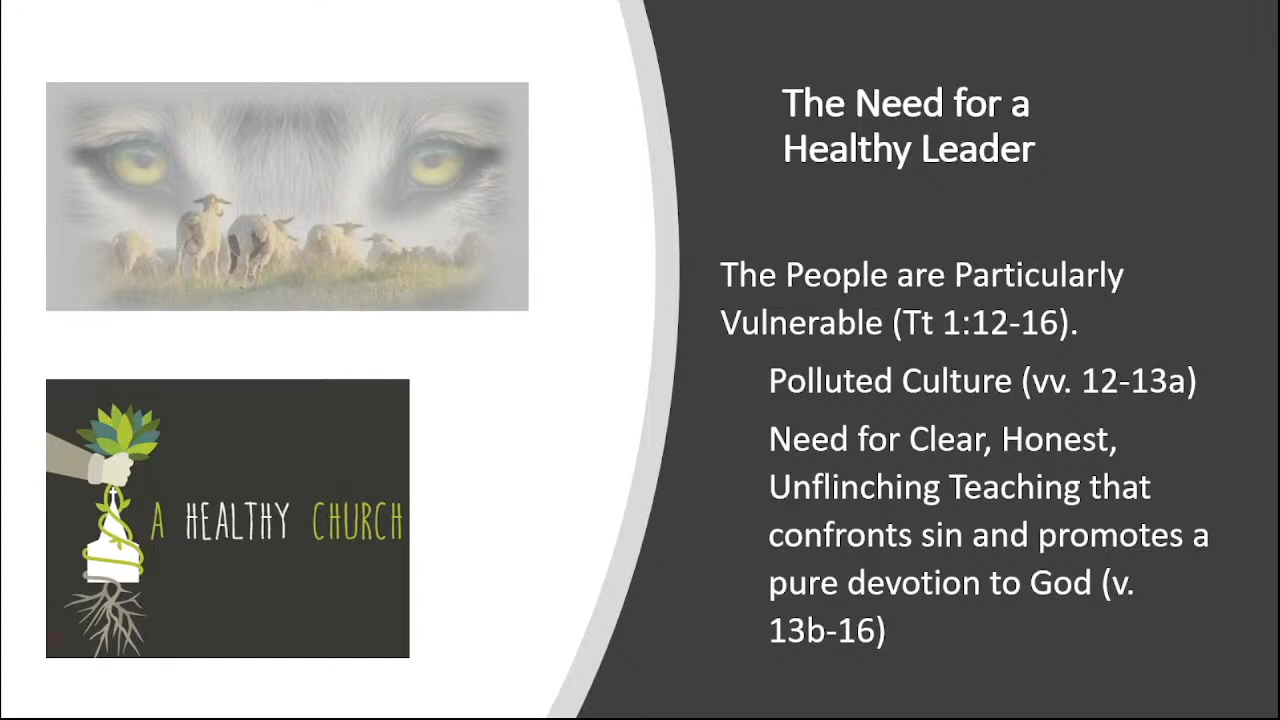 The Need for a
Healthy Leader
The People are Particularly
Vulnerable (Tt 1:12-16).
Polluted Culture (vv. 12-13a)
Need for Clear, Honest,
Unflinching Teaching that
confronts sin and promotes a
pure devotion to God (v.
13b-16)
A HEALTHY CHURCH